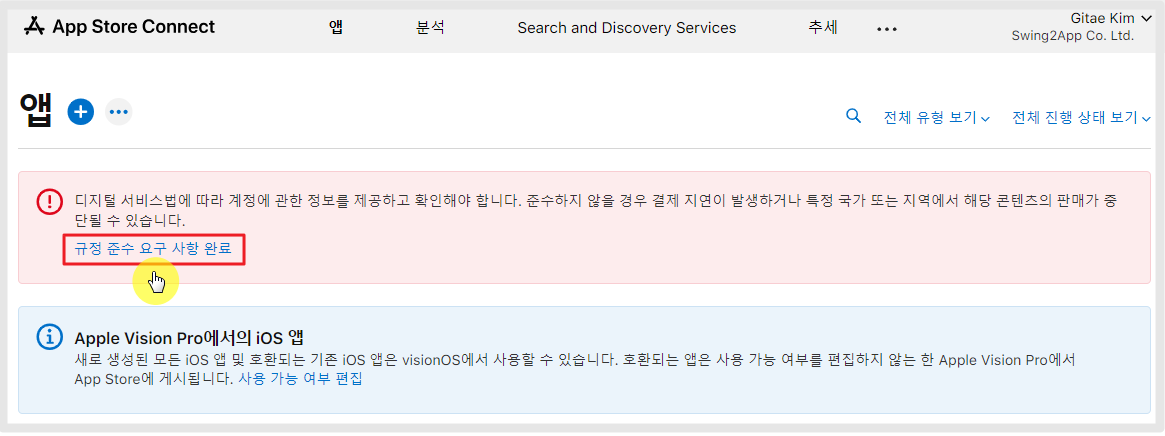 App Store Connect 앱 분석 Search and Discovery Services 추세 ••• Gitae Kim
Swing2App Co. Ltd.
앱
전체 유형 보기 전체 진행 상태 보기
디지털 서비스법에 따라 계정에 관한 정보를 제공하고 확인해야 합니다. 준수하지 않을 경우 결제 지연이 발생하거나 특정 국가 또는 지역에서 해당 콘텐츠의 판매가 중
단될 수 있습니다.
규정 준수 요구 사항 완료
Apple Vision Pro에서의 iOS 앱
새로 생성된 모든 iOS 앱 및 호환되는 기존 iOS 앱은 visionOS에서 사용할 수 있습니다. 호환되는 앱은 사용 가능 여부를 편집하지 않는 한 Apple Vision Pro에서
App Store에 게시됩니다. 사용 가능 여부 편집